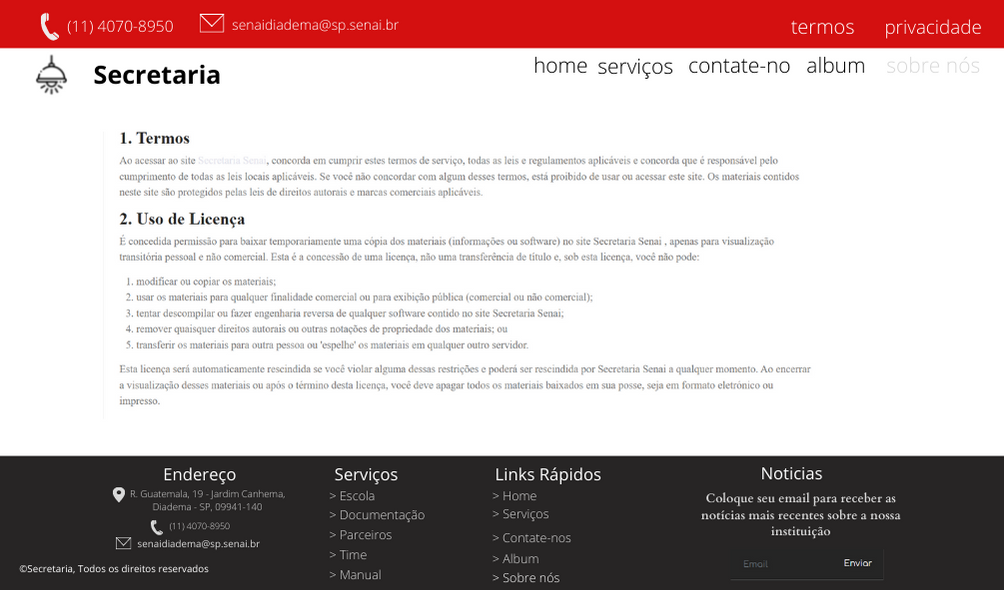 (11) 4070-8950 senaidiadema@sp.senai.br termos privacidade
Secretaria home serviços contate-no album sobre nós
1. Termos
Ao acessar ao site Secretaria Senai, concorda em cumprir estes termos de serviço, todas as leis e regulamentos aplicáveis e concorda que é responsável pelo
cumprimento de todas as leis locais aplicáveis. Se você não concordar com algum desses termos, está proibido de usar ou acessar este site. Os materiais contidos
neste site são protegidos pelas leis de direitos autorais e marcas comerciais aplicáveis.
2. Uso de Licença
É concedida permissão para baixar temporariamente uma cópia dos materiais (informações ou software) no site Secretaria Senai , apenas para visualização
transitória pessoal e não comercial. Esta é a concessão de uma licença, não uma transferência de título e, sob esta licença, você não pode:
1. modificar ou copiar os materiais;
2. usar os materiais para qualquer finalidade comercial ou para exibição pública (comercial ou não comercial);
3. tentar descompilar ou fazer engenharia reversa de qualquer software contido no site Secretaria Senai;
4. remover quaisquer direitos autorais ou outras notações de propriedade dos materiais; ou
5. transferir os materiais para outra pessoa ou 'espelhe' os materiais em qualquer outro servidor.
Esta licença será automaticamente rescindida se você violar alguma dessas restrições e poderá ser rescindida por Secretaria Senai a qualquer momento. Ao encerrar
a visualização desses materiais ou após o término desta licença, você deve apagar todos os materiais baixados em sua posse, seja em formato eletrónico ou
impresso.
Endereço
R. Guatemala, 19 - Jardim Canhema,
Diadema - SP, 09941-140
(11) 4070-8950
senaidiadema@sp.senai.br
©Secretaria, Todos os direitos reservados
Serviços
> Escola
> Documentação
> Parceiros
> Time
> Manual
Links Rápidos
> Home
> Serviços
> Contate-nos
> Album
> Sobre nós
Noticias
Coloque seu email para receber as
notícias mais recentes sobre a nossa
instituição
Email Enviar